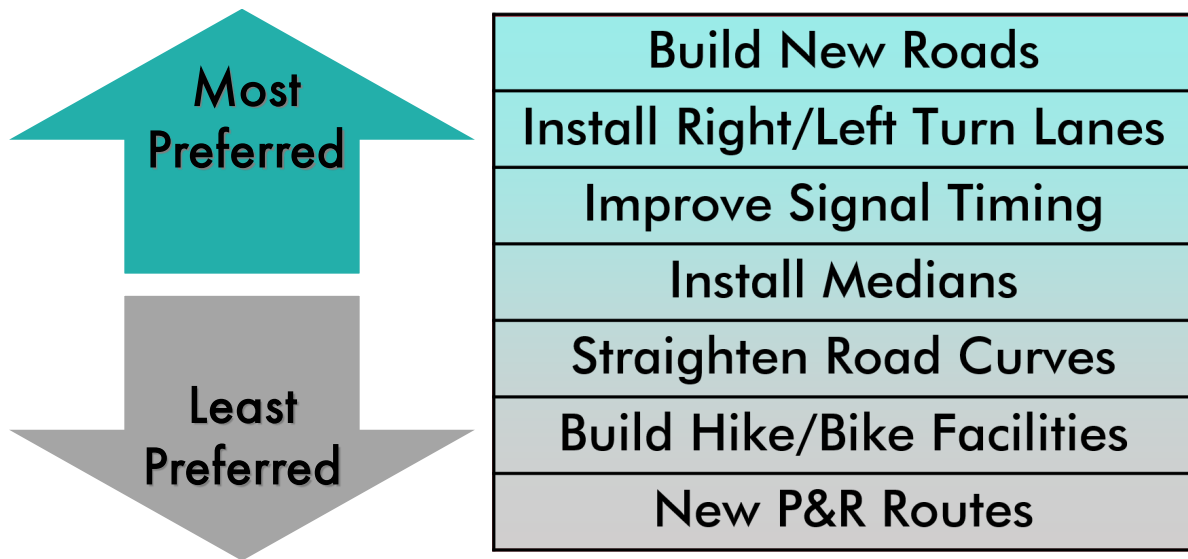 Most
Preferred
Least
Preferred
Build New Roads
Install Right/Left Turn Lanes
Improve Signal Timing
Install Medians
Straighten Road Curves
Build Hike/Bike Facilities
New P&R Routes